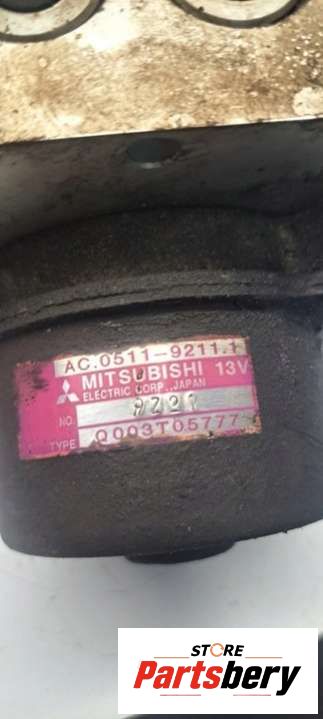 AC.0511-9211.1
MITSUBISHI 13V
ELECTRIC CORP., JAPAN
NO.
TYPE Q003T05777
STORE
Partsbery